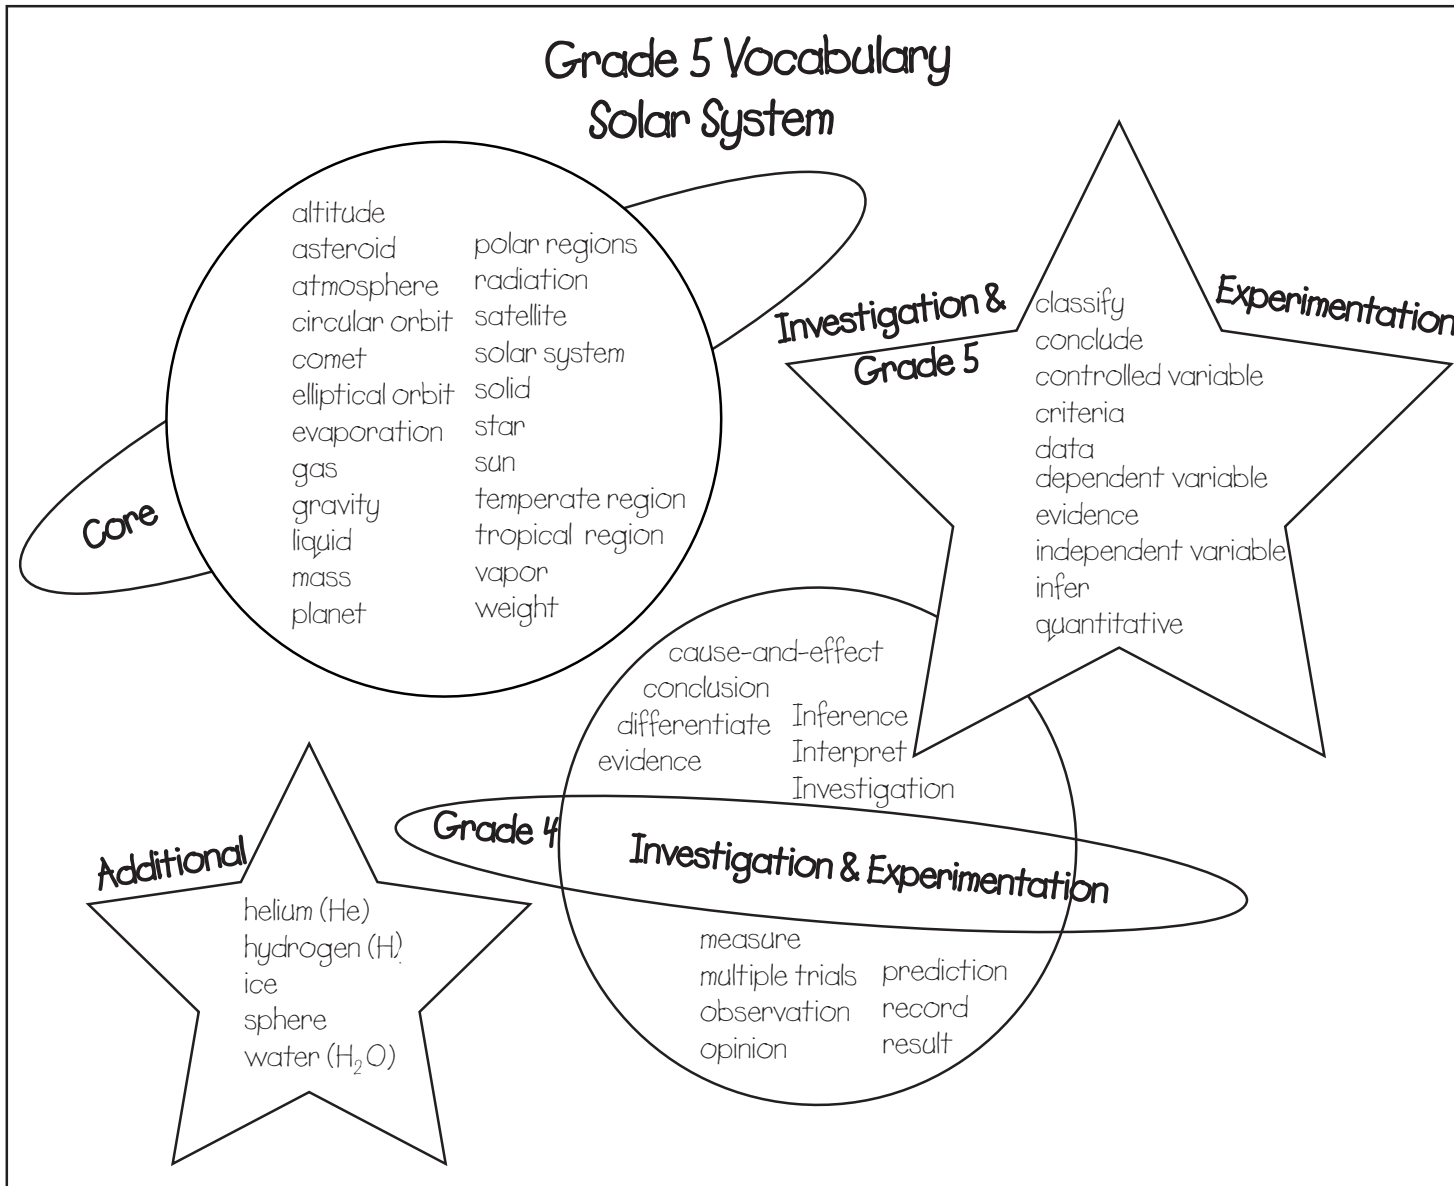 Grade 5 Vocabulary
Solar System
Core
altitude
asteroid
atmosphere
circular orbit
comet
elliptical orbit
evaporation
gas
gravity
liquid
mass
planet
polar regions
radiation
satellite
solar system
solid
star
sun
temperate region
tropical region
vapor
weight
Investigation & Experimentation
Grade 5
classify
conclude
controlled variable
criteria
data
dependent variable
evidence
independent variable
infer
quantitative
Grade 4 Investigation & Experimentation
cause-and-effect
conclusion
differentiate
evidence
Inference
Interpret
Investigation
measure
multiple trials
observation
opinion
prediction
record
result
Additional
helium (He)
hydrogen (H)
ice
sphere
water (H₂O)